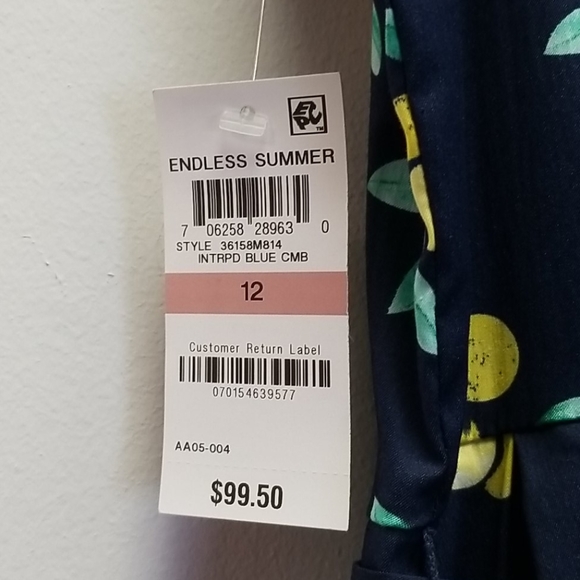 EPC™
ENDLESS SUMMER
7 06258 28963 0
STYLE 36158M814
INTRPD BLUE CMB
12
Customer Return Label
070154639577
AA05-004
$99.50